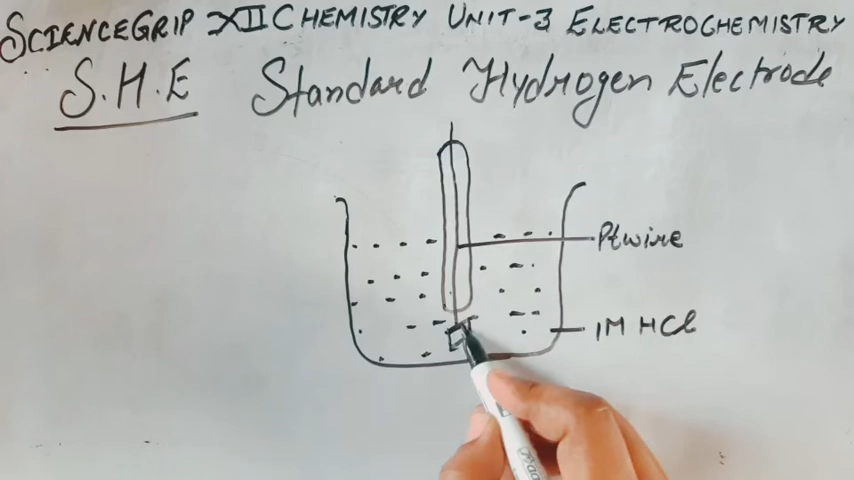 SCIENCEGRIP XII CHEMISTRY UNIT-3 ELECTROCHEMISTRY
S.H.E Standard Hydrogen Electrode
Pt wire
1M HCl